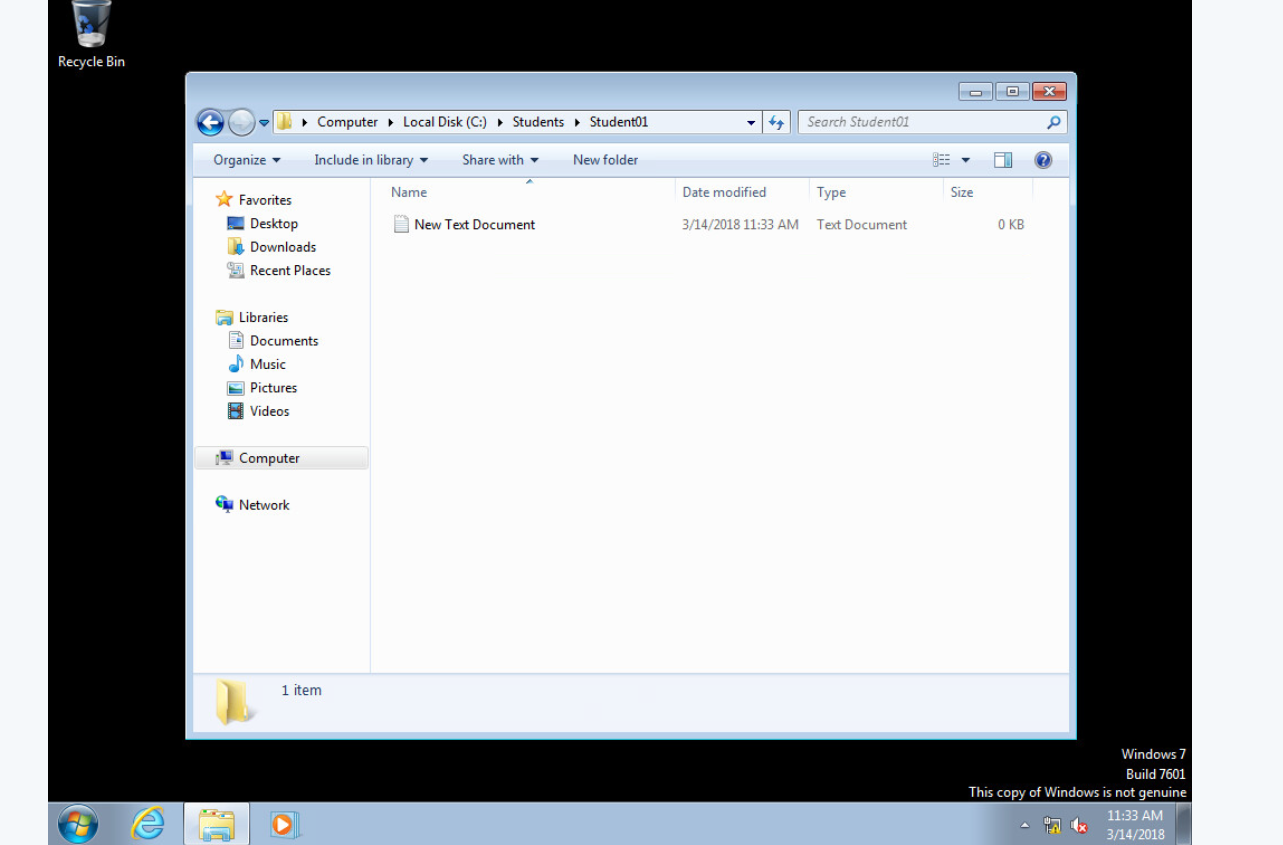 Recycle Bin
Computer Local Disk (C:) Students Student01 Search Student01
Organize Include in library Share with New folder
Name Date modified Type Size
New Text Document 3/14/2018 11:33 AM Text Document 0 KB
Favorites
Desktop
Downloads
Recent Places
Libraries
Documents
Music
Pictures
Videos
Computer
Network
1 item
Windows 7
Build 7601
This copy of Windows is not genuine
11:33 AM
3/14/2018